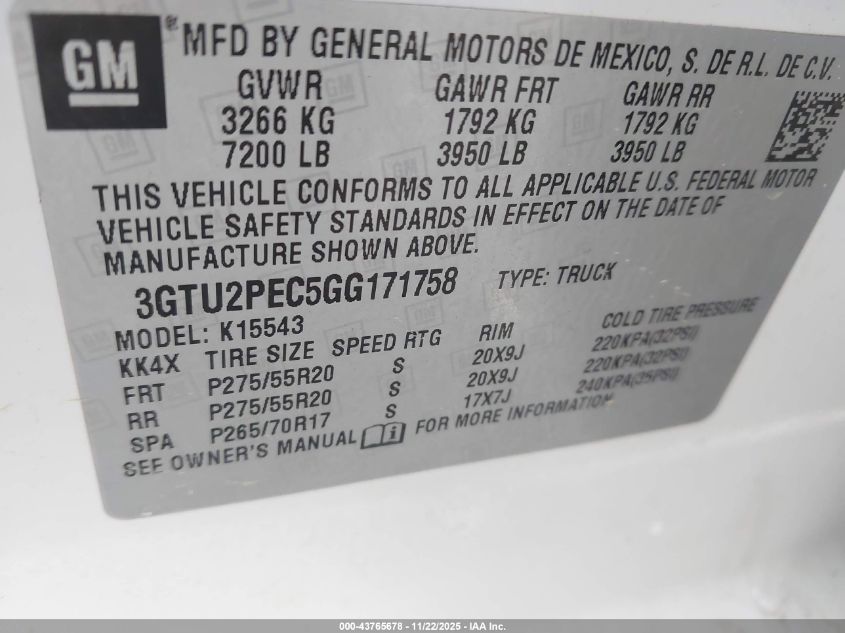 GM
® MFD BY GENERAL MOTORS DE MEXICO, S. DE R.L. DE C.V.
GVWR GAWR FRT GAWR RR
3266 KG 1792 KG 1792 KG
7200 LB 3950 LB 3950 LB
THIS VEHICLE CONFORMS TO ALL APPLICABLE U.S. FEDERAL MOTOR
VEHICLE SAFETY STANDARDS IN EFFECT ON THE DATE OF
MANUFACTURE SHOWN ABOVE.
3GTU2PEC5GG171758 TYPE: TRUCK
MODEL: K15543
KK4X TIRE SIZE SPEED RTG RIM COLD TIRE PRESSURE
FRT P275/55R20 S 20X9J 220KPA(32PSI)
RR P275/55R20 S 20X9J 220KPA(32PSI)
SPA P265/70R17 S 17X7J 240KPA(35PSI)
SEE OWNER'S MANUAL FOR MORE INFORMATION
000-43765678 - 11/22/2025 - IAA Inc.